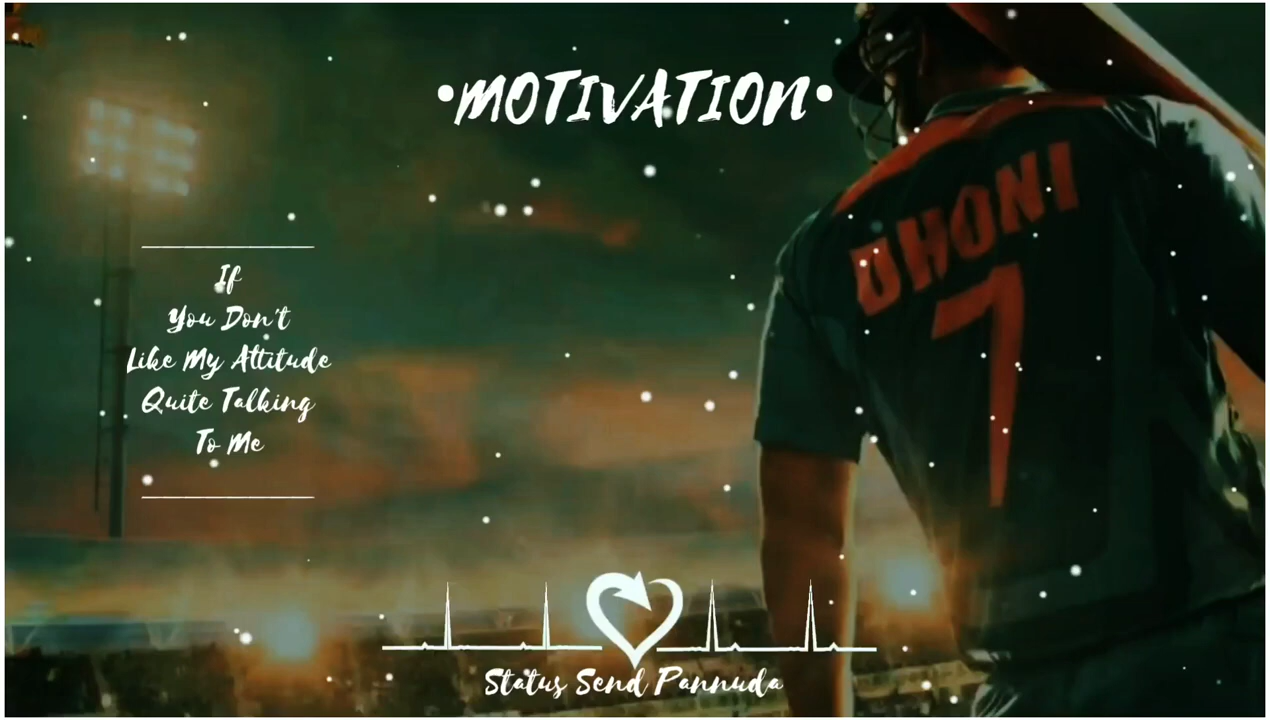 •MOTIVATION•
DHONI
7
If
You Don't
Like My Attitude
Quite Talking
To Me
Status Send Pannuda